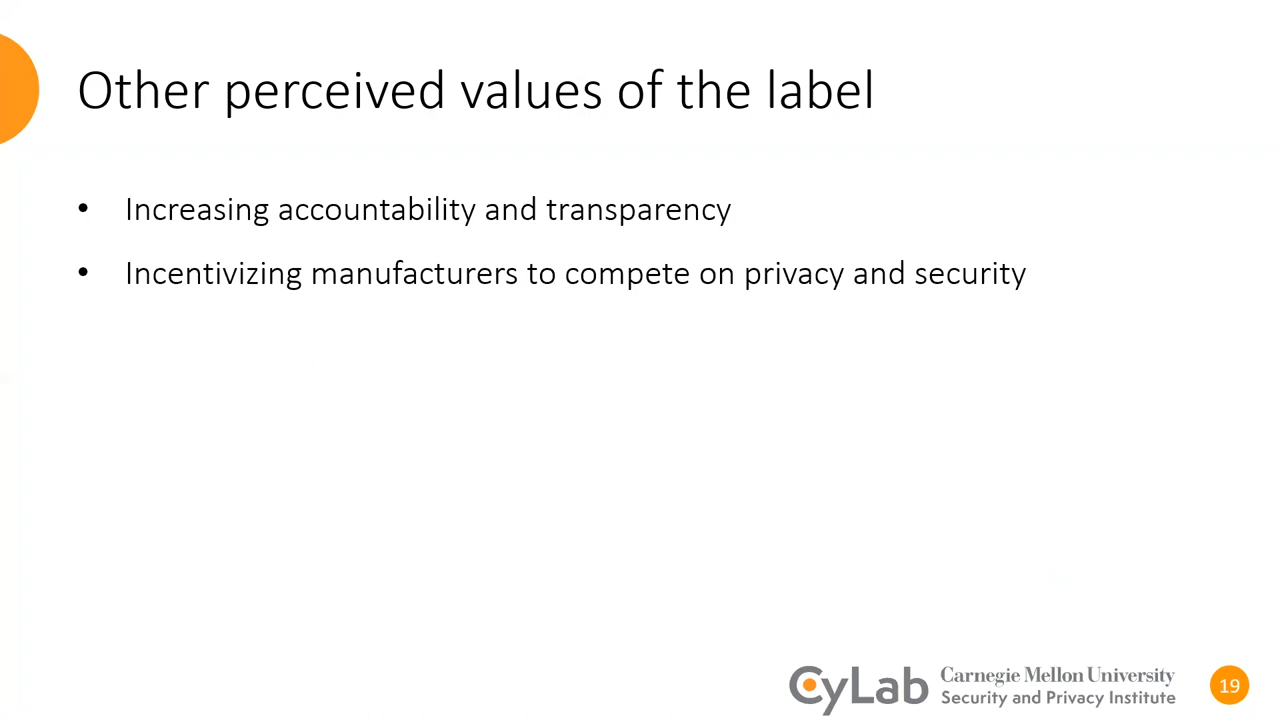 Other perceived values of the label
• Increasing accountability and transparency
• Incentivizing manufacturers to compete on privacy and security
CyLab
Carnegie Mellon University
Security and Privacy Institute
19